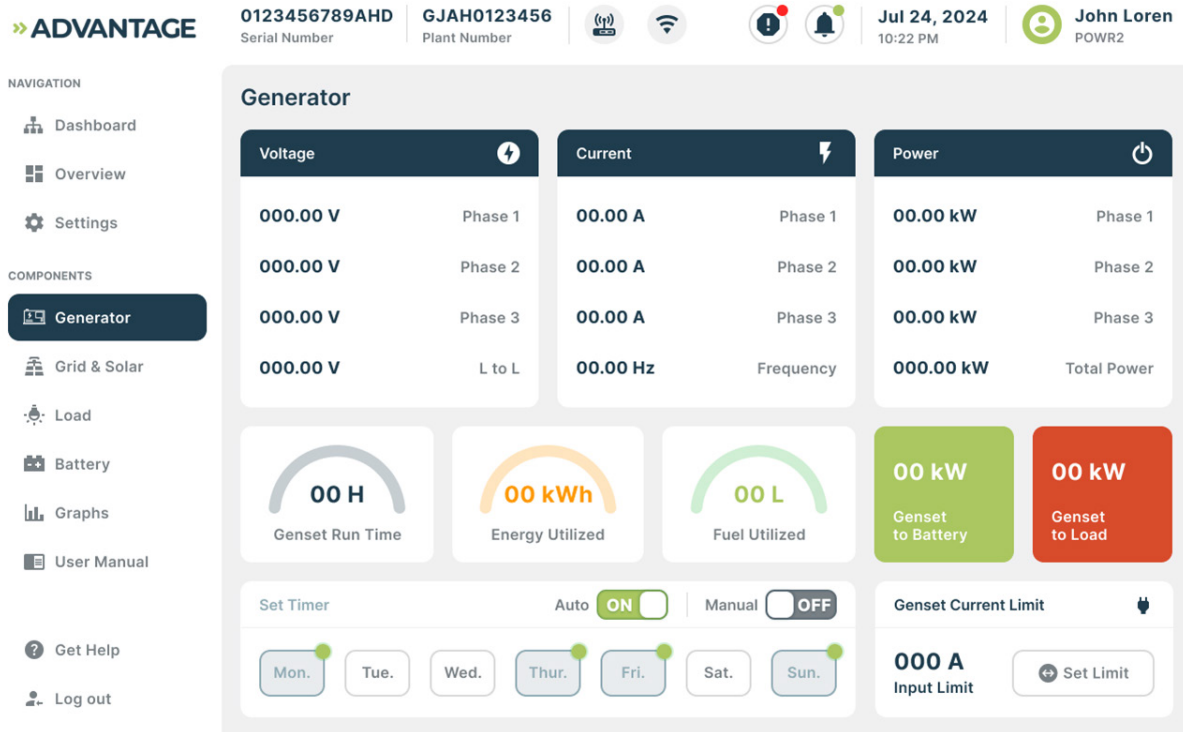 ADVANTAGE
0123456789AHD
Serial Number
GJAH0123456
Plant Number
Jul 24, 2024
10:22 PM
John Loren
POWR2
NAVIGATION
Dashboard
Overview
Settings
COMPONENTS
Generator
Grid & Solar
Load
Battery
Graphs
User Manual
Get Help
Log out
Generator
Voltage
000.00 V Phase 1
000.00 V Phase 2
000.00 V Phase 3
000.00 V L to L
Current
00.00 A Phase 1
00.00 A Phase 2
00.00 A Phase 3
00.00 Hz Frequency
Power
00.00 kW Phase 1
00.00 kW Phase 2
00.00 kW Phase 3
000.00 kW Total Power
00 H
Genset Run Time
00 kWh
Energy Utilized
00 L
Fuel Utilized
00 kW
Genset
to Battery
00 kW
Genset
to Load
Set Timer Auto ON Manual OFF
Mon. Tue. Wed. Thur. Fri. Sat. Sun.
Genset Current Limit
000 A
Input Limit
Set Limit